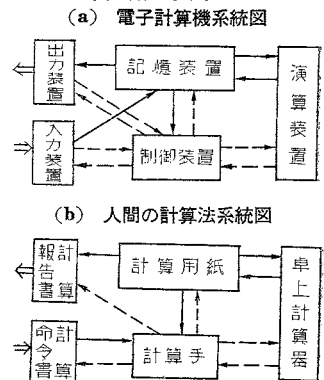 (a) 電子計算機系統図
出力装置
記憶装置
演算装置
入力装置
制御装置
(b) 人間の計算法系統図
計算報告書
計算用紙
卓上計算器
計算命令書
計算手